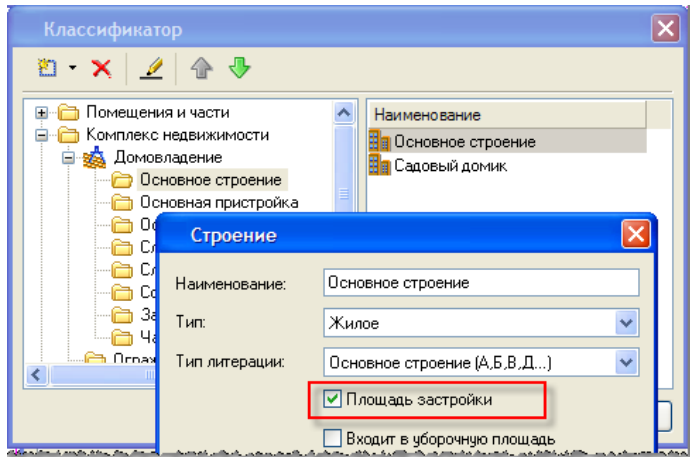 Классификатор
Помещения и части
Комплекс недвижимости
Домовладение
Основное строение
Основная пристройка
Наименование
Основное строение
Садовый домик
Строение
Наименование:
Основное строение
Тип:
Жилое
Тип литерации:
Основное строение (А,Б,В,Д...)
Площадь застройки
Входит в уборочную площадь